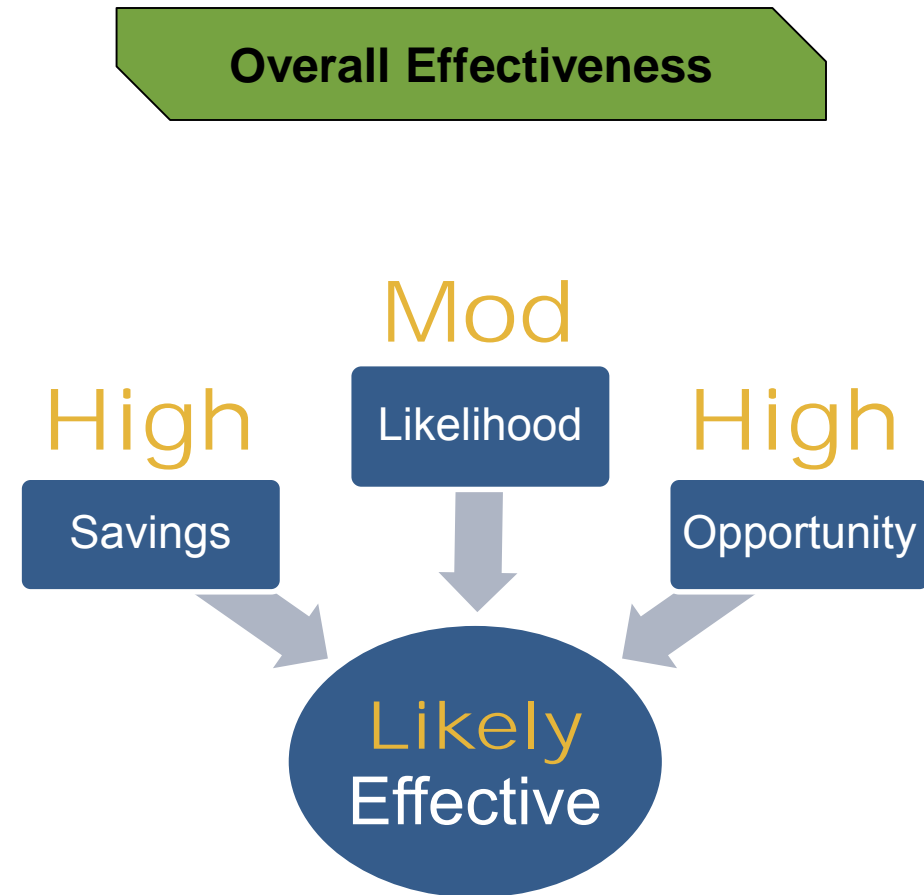 Overall Effectiveness
Mod
Likelihood
High
Savings
High
Opportunity
Likely
Effective